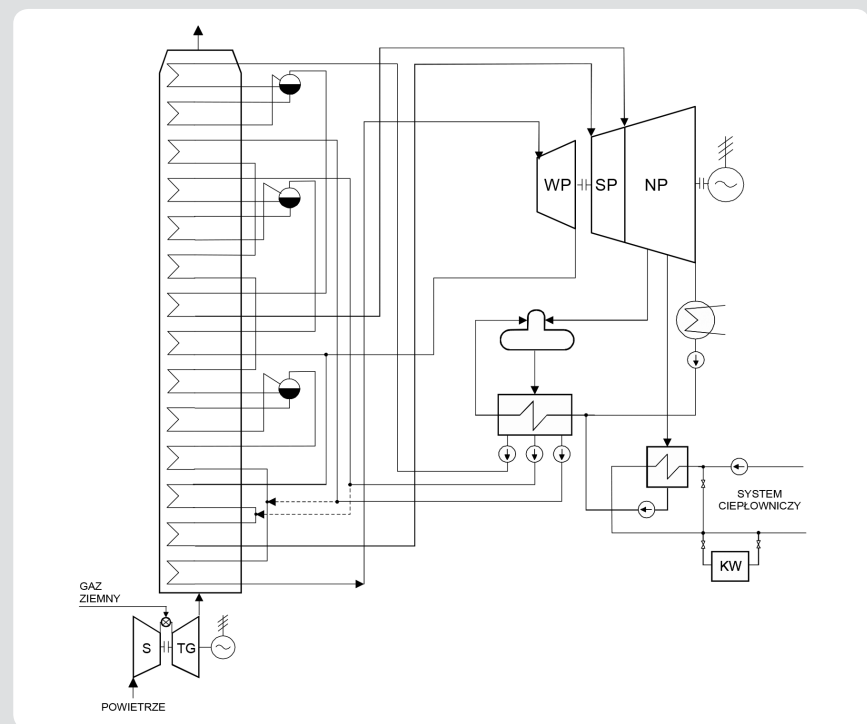 WP
SP
NP
SYSTEM
CIEPŁOWNICZY
KW
GAZ
ZIEMNY
S
TG
POWIETRZE